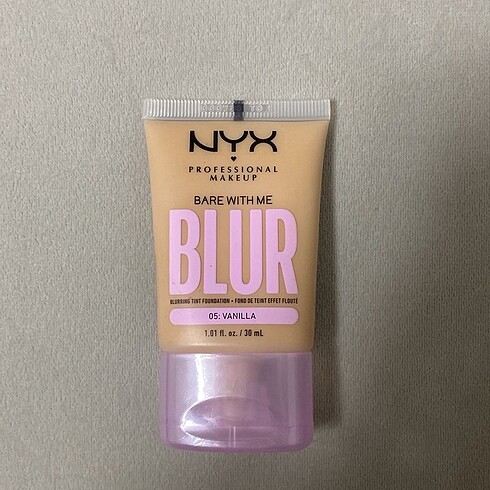 NYX
PROFESSIONAL
MAKEUP
BARE WITH ME
BLUR
BLURRING TINT FOUNDATION • FOND DE TEINT EFFET FLOUTÉ
05: VANILLA
1.01 fl. oz. / 30 mL